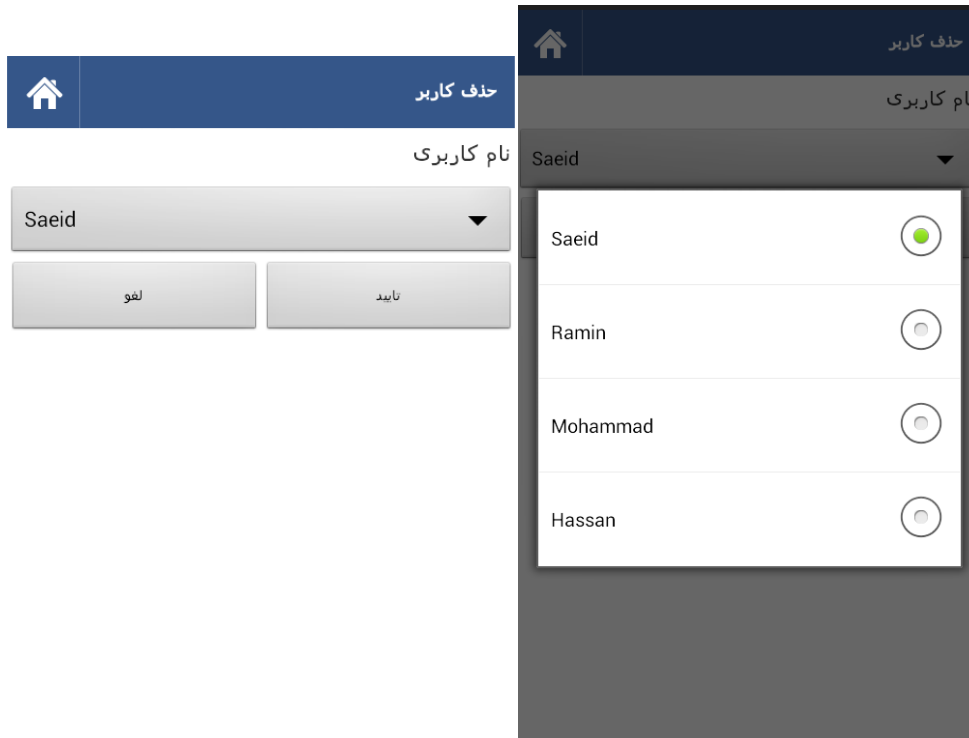 حذف کاربر
نام کاربری
Saeid
تایید
لغو
حذف کاربر
نام کاربری
Saeid
Saeid
Ramin
Mohammad
Hassan